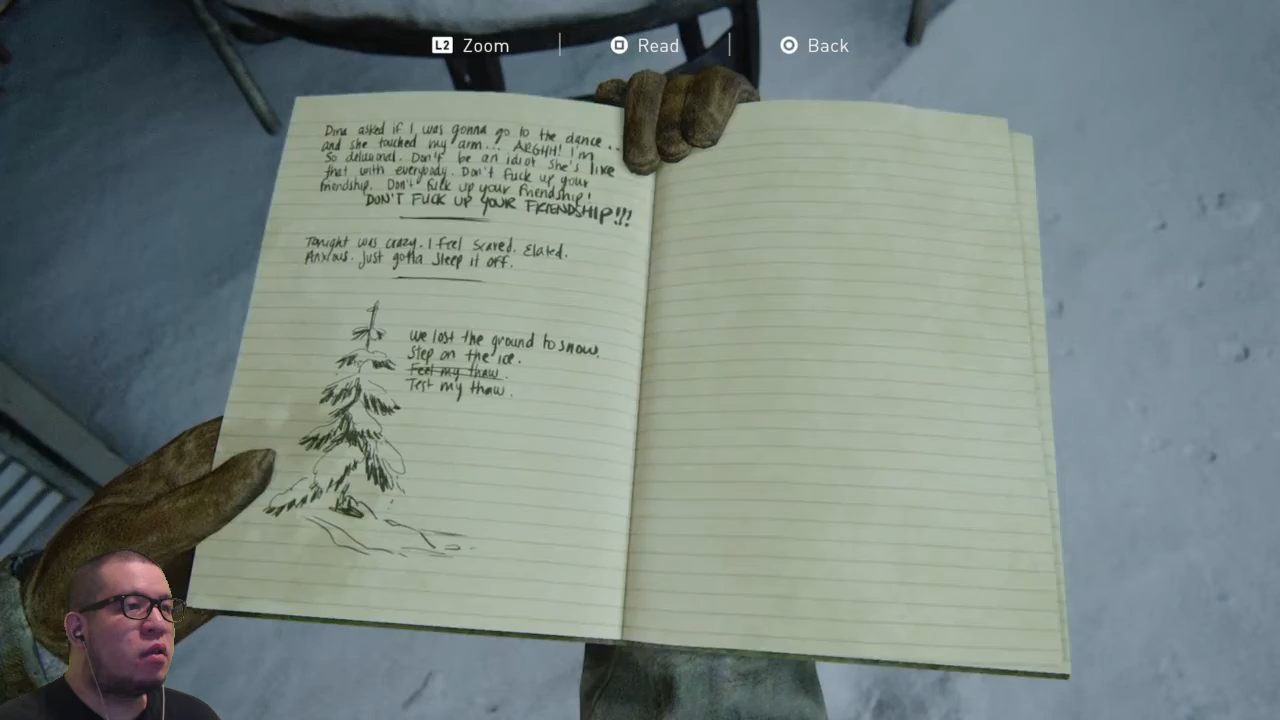 L2 Zoom | Read | Back
Dina asked if I was gonna go to the dance...
and she touched my arm... ARGHH! I'm
so delusional. Don't be an idiot she's like
that with everybody. Don't fuck up your
friendship. Don't fuck up your friendship!
DON'T FUCK UP YOUR FRIENDSHIP!!!
Tonight was crazy. I feel scared. Elated.
Anxious. Just gotta sleep it off.
We lost the ground to snow.
Step on the ice.
Feel my thaw.
Test my thaw.